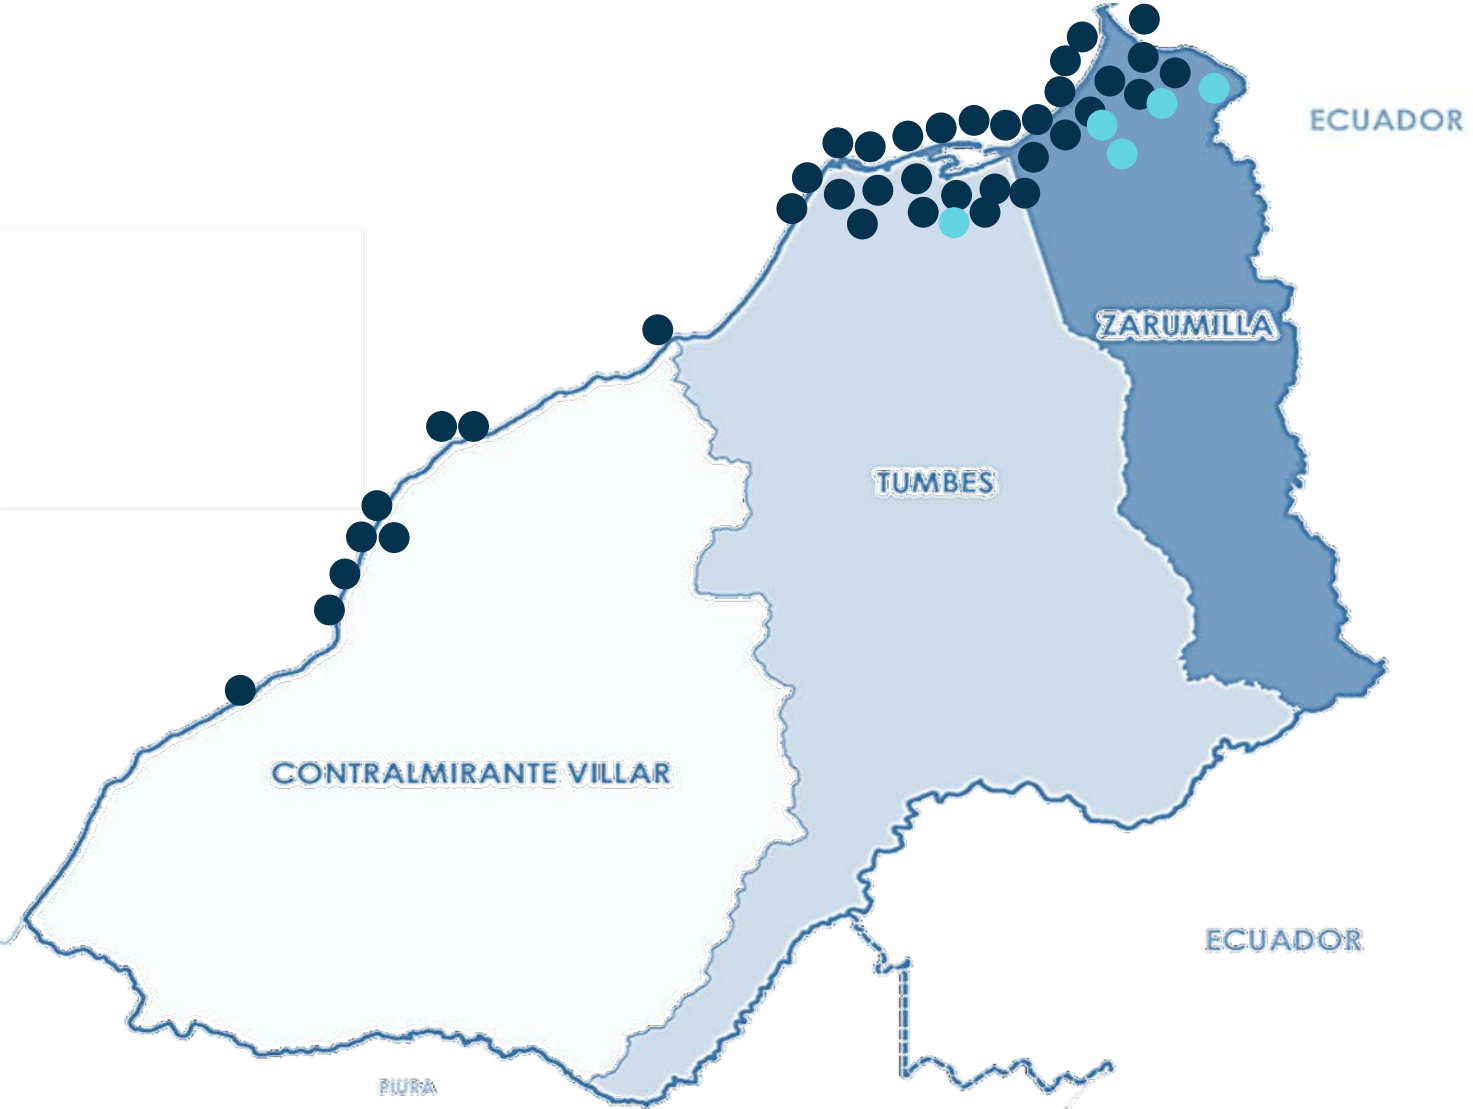 ECUADOR
ZARUMILLA
TUMBES
CONTRALMIRANTE VILLAR
ECUADOR
PIURA